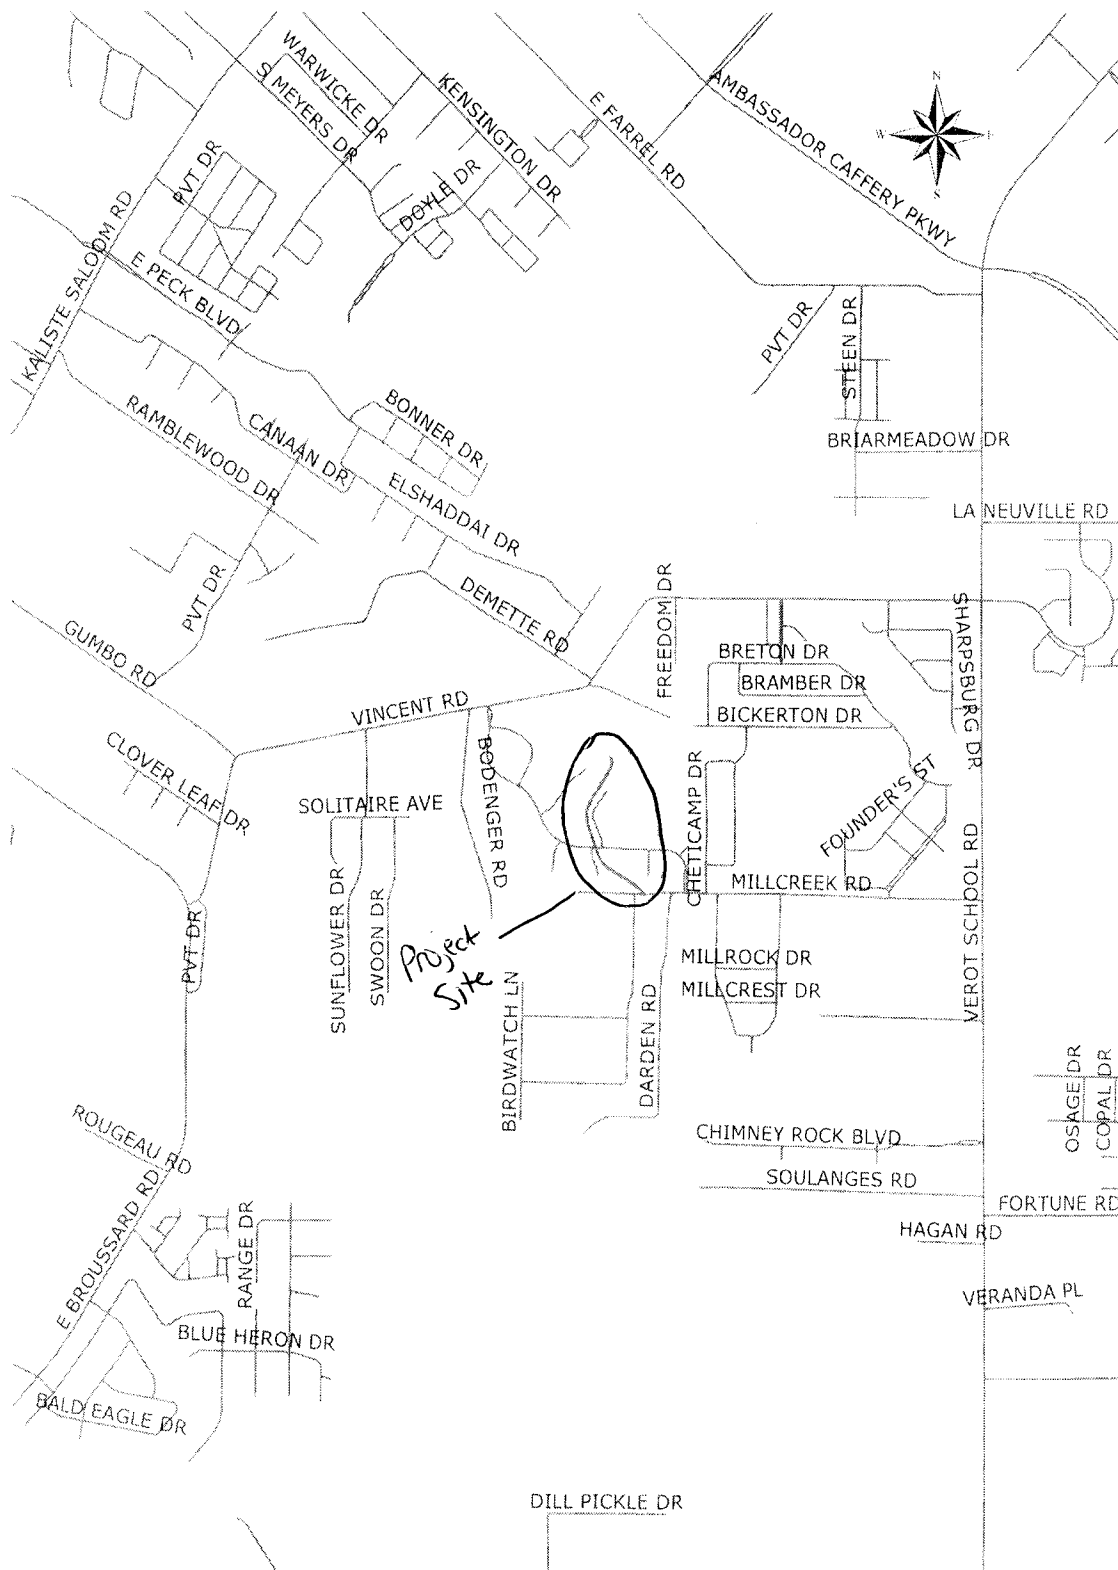 WARWICKE DR
S MEYERS DR
KENSINGTON DR
E FARREL RD
AMBASSADOR CAFFERY PKWY
N
W
E
S
PVT DR
DOYLE DR
KALISTE SALOOM RD
E PECK BLVD
PVT DR
STEEN DR
RAMBLEWOOD DR
CANAAN DR
BONNER DR
BRIARMEADOW DR
ELSHADDAI DR
LA NEUVILLE RD
PVT DR
DEMETTE RD
FREEDOM DR
SHARPSBURG DR
GUMBO RD
BRETON DR
BRAMBER DR
BICKERTON DR
VINCENT RD
CLOVER LEAF DR
BODENGER RD
CHETICAMP DR
FOUNDER'S ST
SOLITAIRE AVE
MILLCREEK RD
VEROT SCHOOL RD
SUNFLOWER DR
SWOON DR
PVT DR
Project
Site
MILLROCK DR
MILLCREST DR
BIRDWATCH LN
DARDEN RD
OSAGE DR
COPAL DR
ROUGEAU RD
CHIMNEY ROCK BLVD
SOULANGES RD
FORTUNE RD
HAGAN RD
E BROUSSARD RD
RANGE DR
VERANDA PL
BLUE HERON DR
BALD EAGLE DR
DILL PICKLE DR